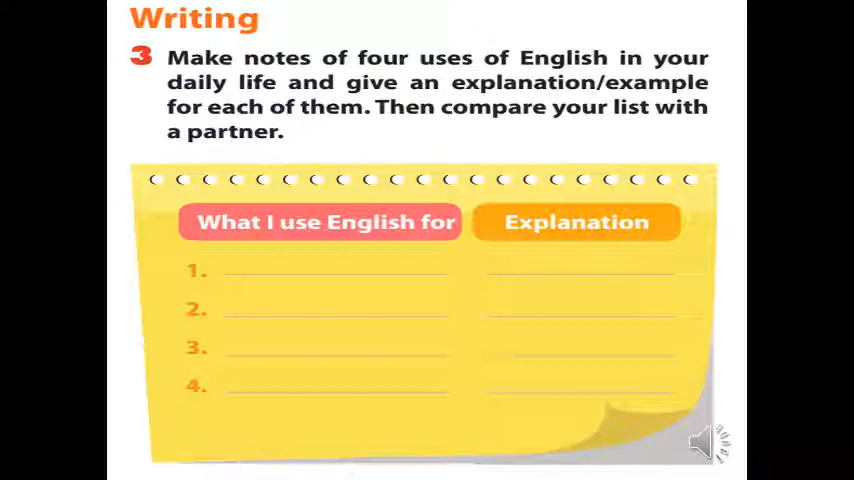 Writing
3 Make notes of four uses of English in your
daily life and give an explanation/example
for each of them. Then compare your list with
a partner.
What I use English for Explanation
1.
2.
3.
4.